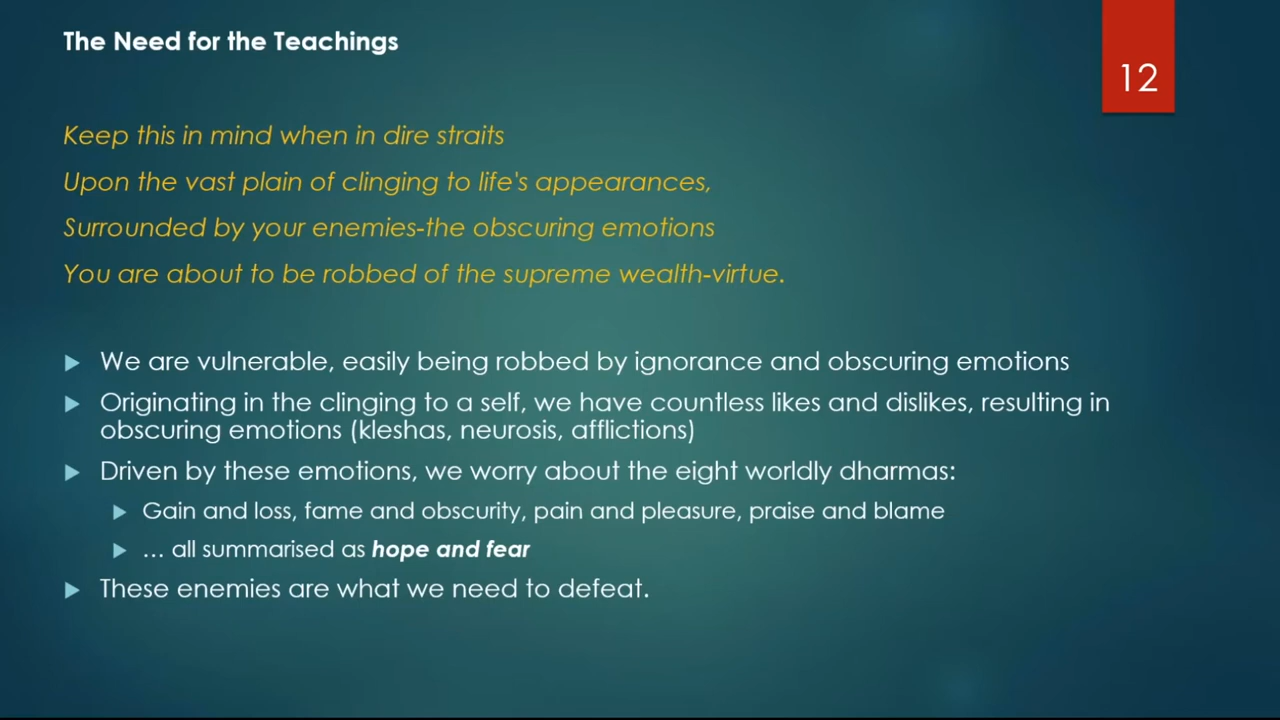 The Need for the Teachings
12
Keep this in mind when in dire straits
Upon the vast plain of clinging to life's appearances,
Surrounded by your enemies-the obscuring emotions
You are about to be robbed of the supreme wealth-virtue.
We are vulnerable, easily being robbed by ignorance and obscuring emotions
Originating in the clinging to a self, we have countless likes and dislikes, resulting in
obscuring emotions (kleshas, neurosis, afflictions)
Driven by these emotions, we worry about the eight worldly dharmas:
Gain and loss, fame and obscurity, pain and pleasure, praise and blame
… all summarised as hope and fear
These enemies are what we need to defeat.